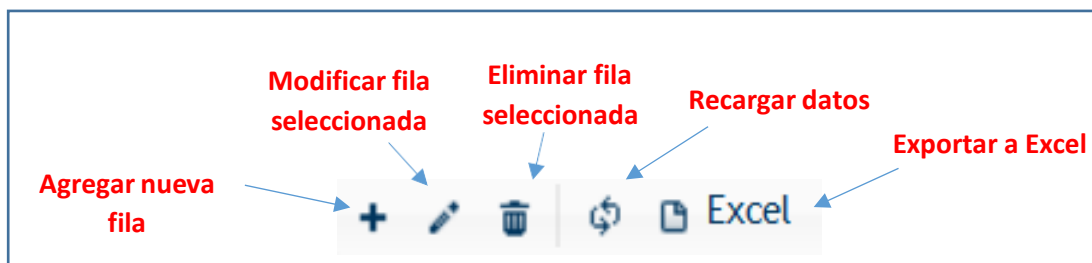 Modificar fila
seleccionada
Eliminar fila
seleccionada
Recargar datos
Exportar a Excel
Agregar nueva
fila
Excel